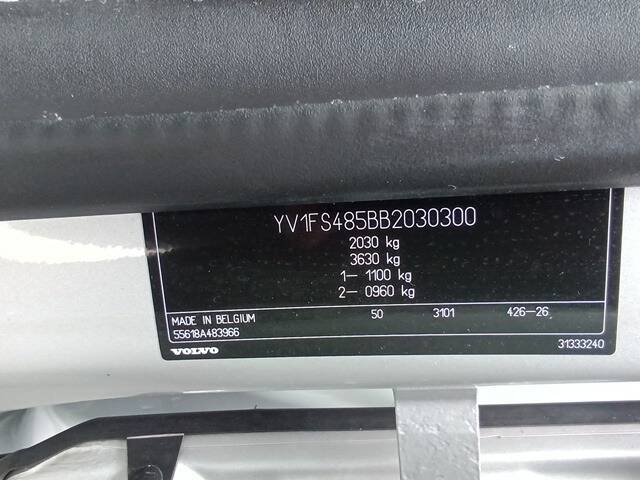 YV1FS485BB2030300
2030 kg
3630 kg
1- 1100 kg
2- 0960 kg
MADE IN BELGIUM 50 3101 426-26
55618A483966
VOLVO 31333240